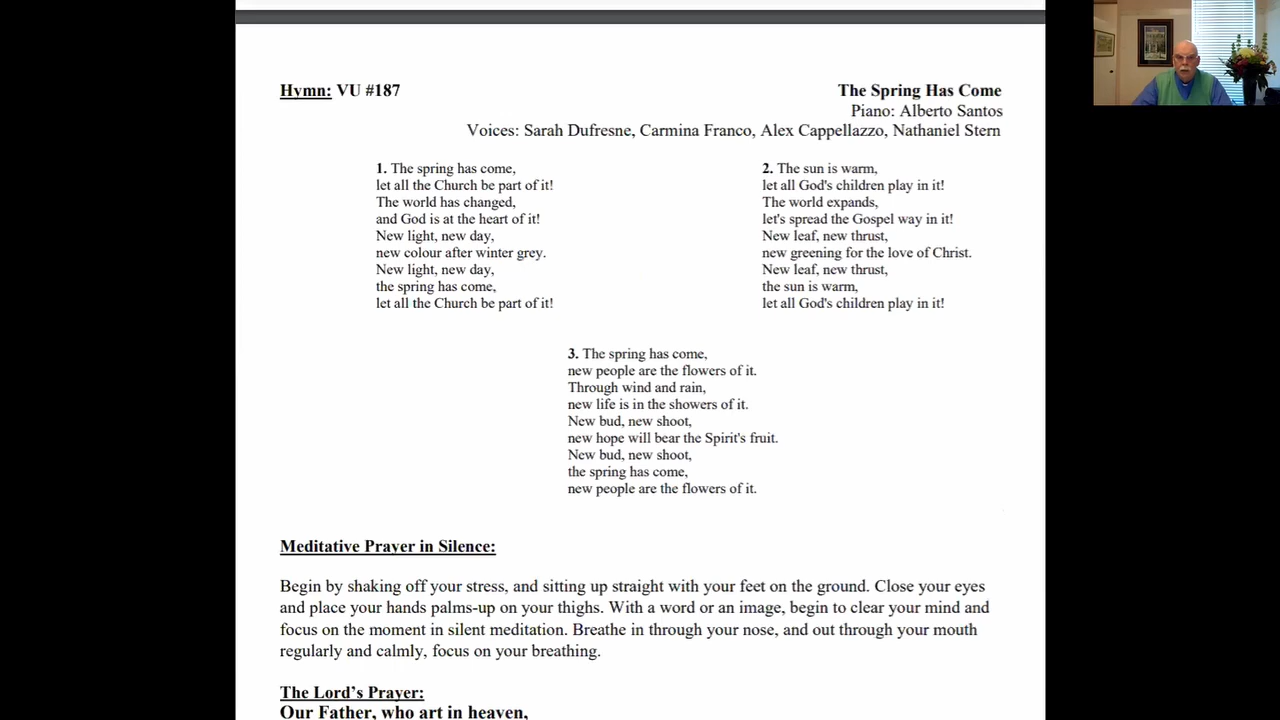 Hymn: VU #187 The Spring Has Come
Piano: Alberto Santos
Voices: Sarah Dufresne, Carmina Franco, Alex Cappellazzo, Nathaniel Stern
1. The spring has come,
let all the Church be part of it!
The world has changed,
and God is at the heart of it!
New light, new day,
new colour after winter grey.
New light, new day,
the spring has come,
let all the Church be part of it!
2. The sun is warm,
let all God's children play in it!
The world expands,
let's spread the Gospel way in it!
New leaf, new thrust,
new greening for the love of Christ.
New leaf, new thrust,
the sun is warm,
let all God's children play in it!
3. The spring has come,
new people are the flowers of it.
Through wind and rain,
new life is in the showers of it.
New bud, new shoot,
new hope will bear the Spirit's fruit.
New bud, new shoot,
the spring has come,
new people are the flowers of it.
Meditative Prayer in Silence:
Begin by shaking off your stress, and sitting up straight with your feet on the ground. Close your eyes
and place your hands palms-up on your thighs. With a word or an image, begin to clear your mind and
focus on the moment in silent meditation. Breathe in through your nose, and out through your mouth
regularly and calmly, focus on your breathing.
The Lord’s Prayer:
Our Father, who art in heaven,